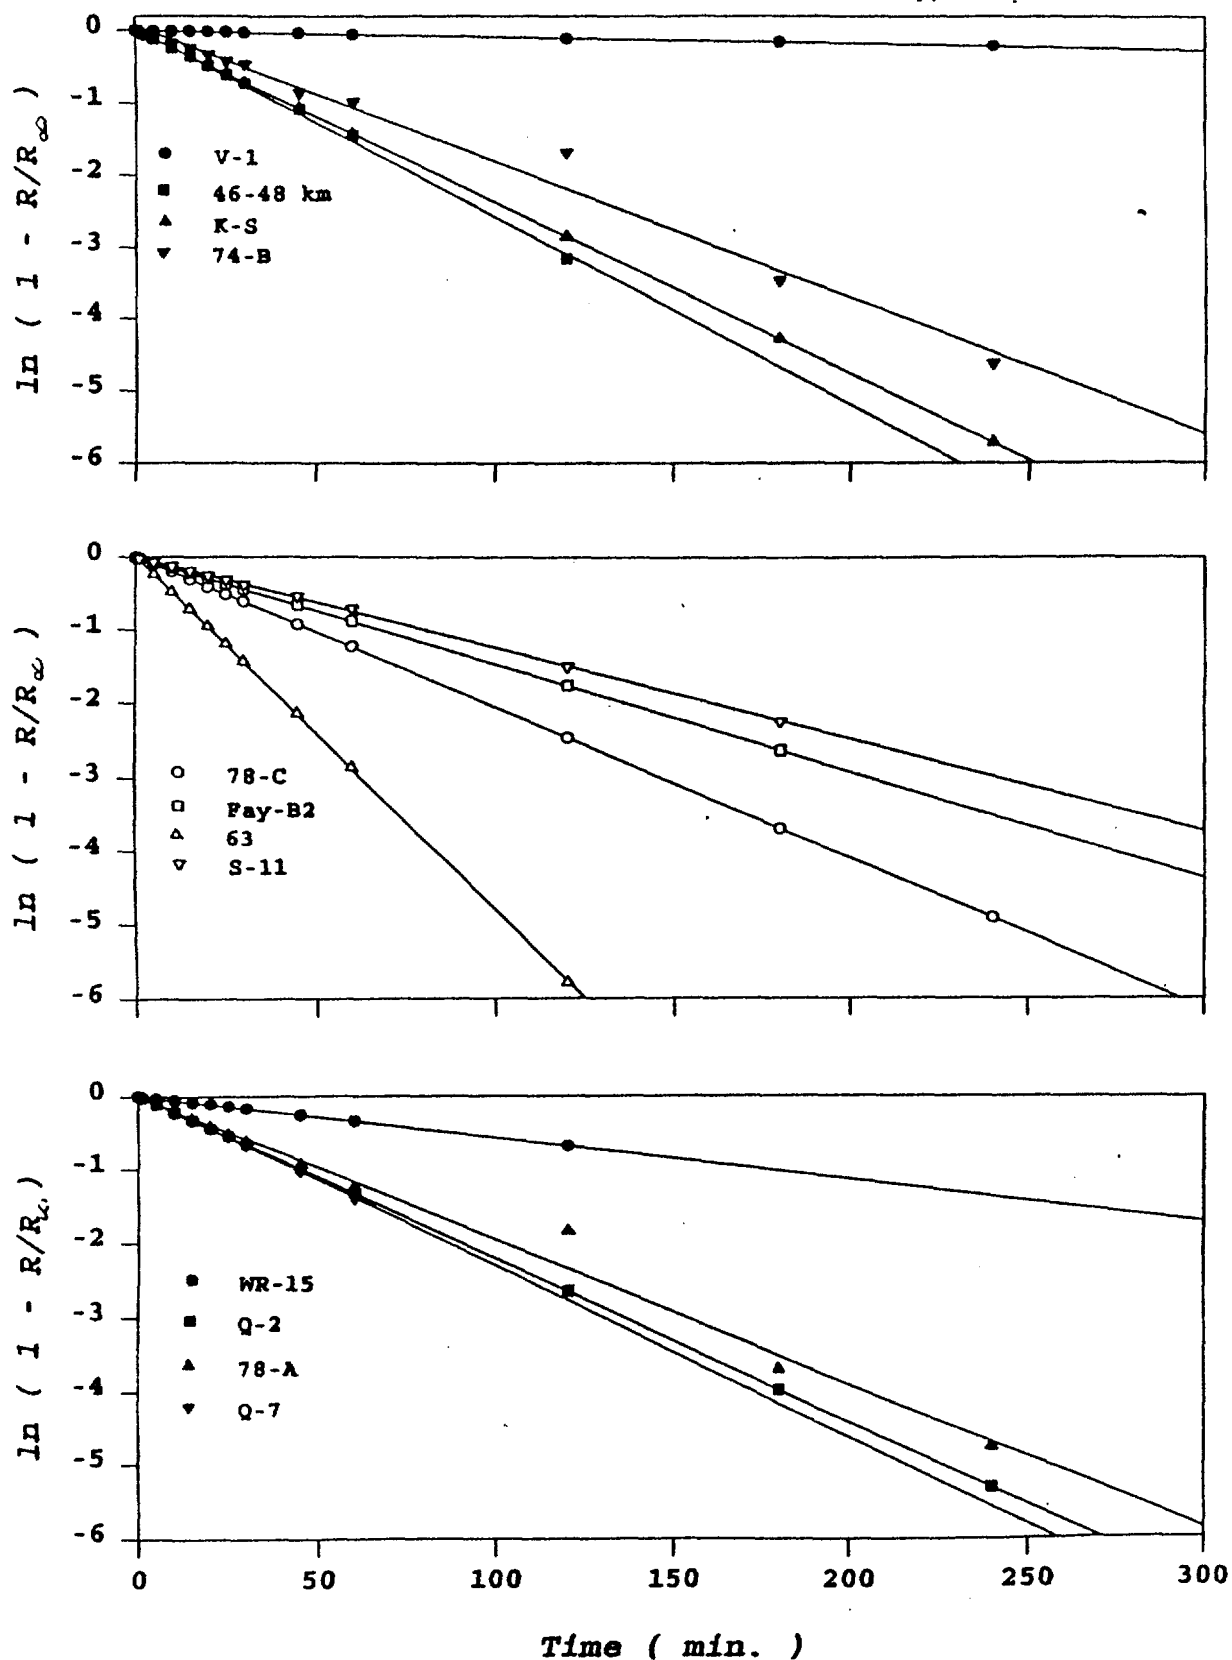 0
-1
-2
-3
-4
-5
-6
ln ( 1 - R/R∞ )
V-1
46-48 km
K-S
74-B
0
-1
-2
-3
-4
-5
-6
ln ( 1 - R/R∝ )
78-C
Fay-B2
63
S-11
0
-1
-2
-3
-4
-5
-6
ln ( 1 - R/R )
WR-15
Q-2
78-A
Q-7
0 50 100 150 200 250 300
Time ( min. )